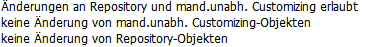 Änderungen an Repository und mand.unabh. Customizing erlaubt
keine Änderung von mand.unabh. Customizing-Objekten
keine Änderung von Repository-Objekten